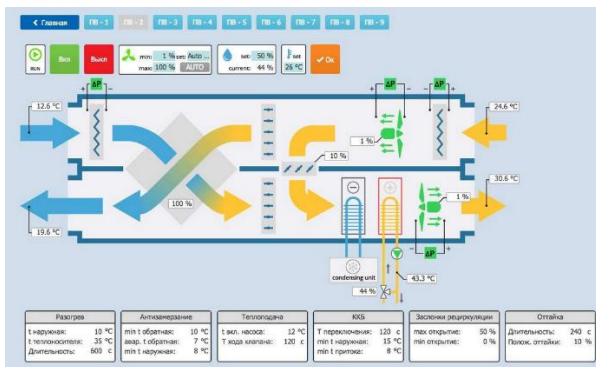 < Главная ПВ - 1 ПВ - 2 ПВ - 3 ПВ - 4 ПВ - 5 ПВ - 6 ПВ - 7 ПВ - 8 ПВ - 9
RUN Вкл Выкл min: 1 % set: Auto ... set: 50 % set ✓ Ок
max: 100 % AUTO current: 44 % 26 °C
+ ΔP - + ΔP - - ΔP +
12.6 °C 24.6 °C
1 %
10 %
30.6 °C
100 % 1 %
19.6 °C
- ΔP +
condensing unit 43.3 °C
44 %
Разогрев
t наружная: 10 °C
t теплоносителя: 35 °C
Длительность: 600 с
Антизамерзание
min t обратная: 10 °C
авар. t обратная: 7 °C
min t наружная: 8 °C
Теплоподача
t вкл. насоса: 12 °C
Т хода клапана: 120 с
ККБ
Т переключения: 120 с
min t наружная: 15 °C
min t притока: 8 °C
Заслонки рециркуляции
max открытие: 50 %
min открытие: 0 %
Оттайка
Длительность: 240 с
Полож. оттайки: 10 %